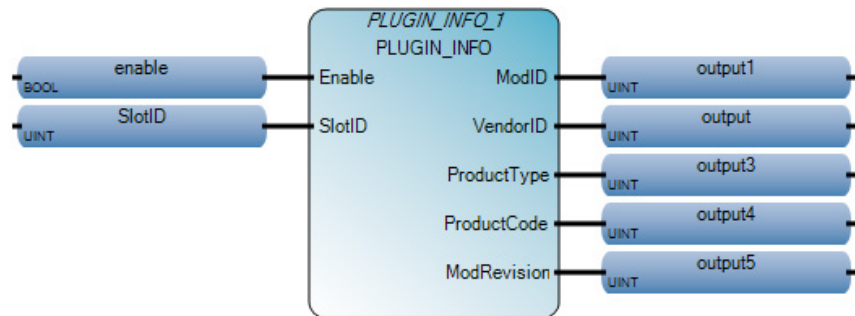 PLUGIN_INFO_1
PLUGIN_INFO
enable
BOOL
Enable
ModID
output1
UINT
SlotID
UINT
SlotID
VendorID
output
UINT
ProductType
output3
UINT
ProductCode
output4
UINT
ModRevision
output5
UINT